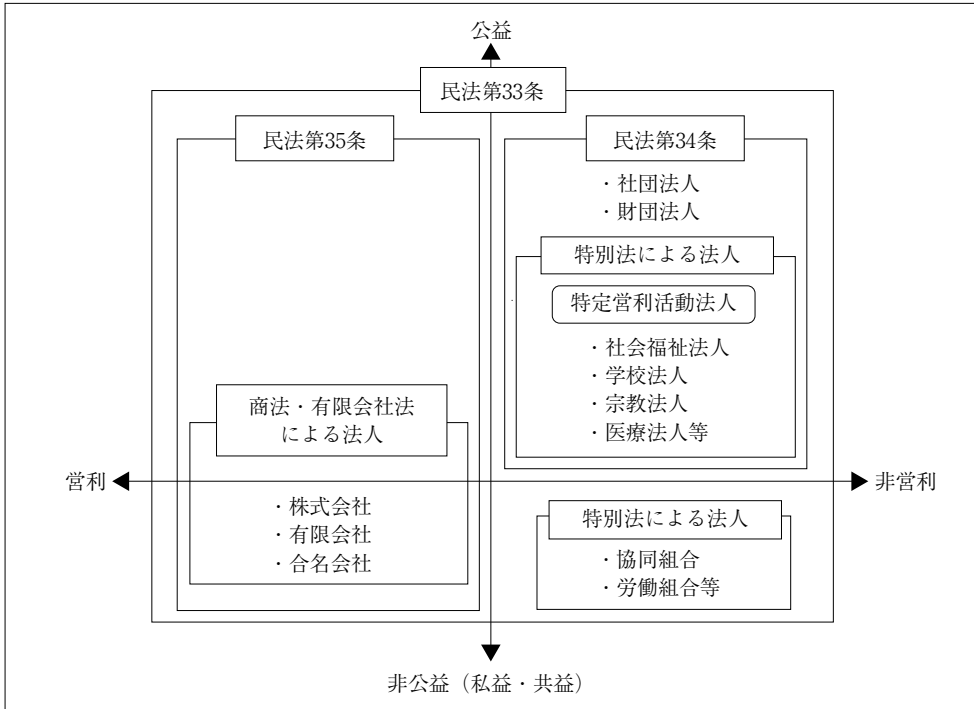 公益
民法第33条
民法第35条
民法第34条
・社団法人
・財団法人
特別法による法人
特定営利活動法人
・社会福祉法人
・学校法人
・宗教法人
・医療法人等
商法・有限会社法
による法人
営利
非営利
・株式会社
・有限会社
・合名会社
特別法による法人
・協同組合
・労働組合等
非公益（私益・共益）